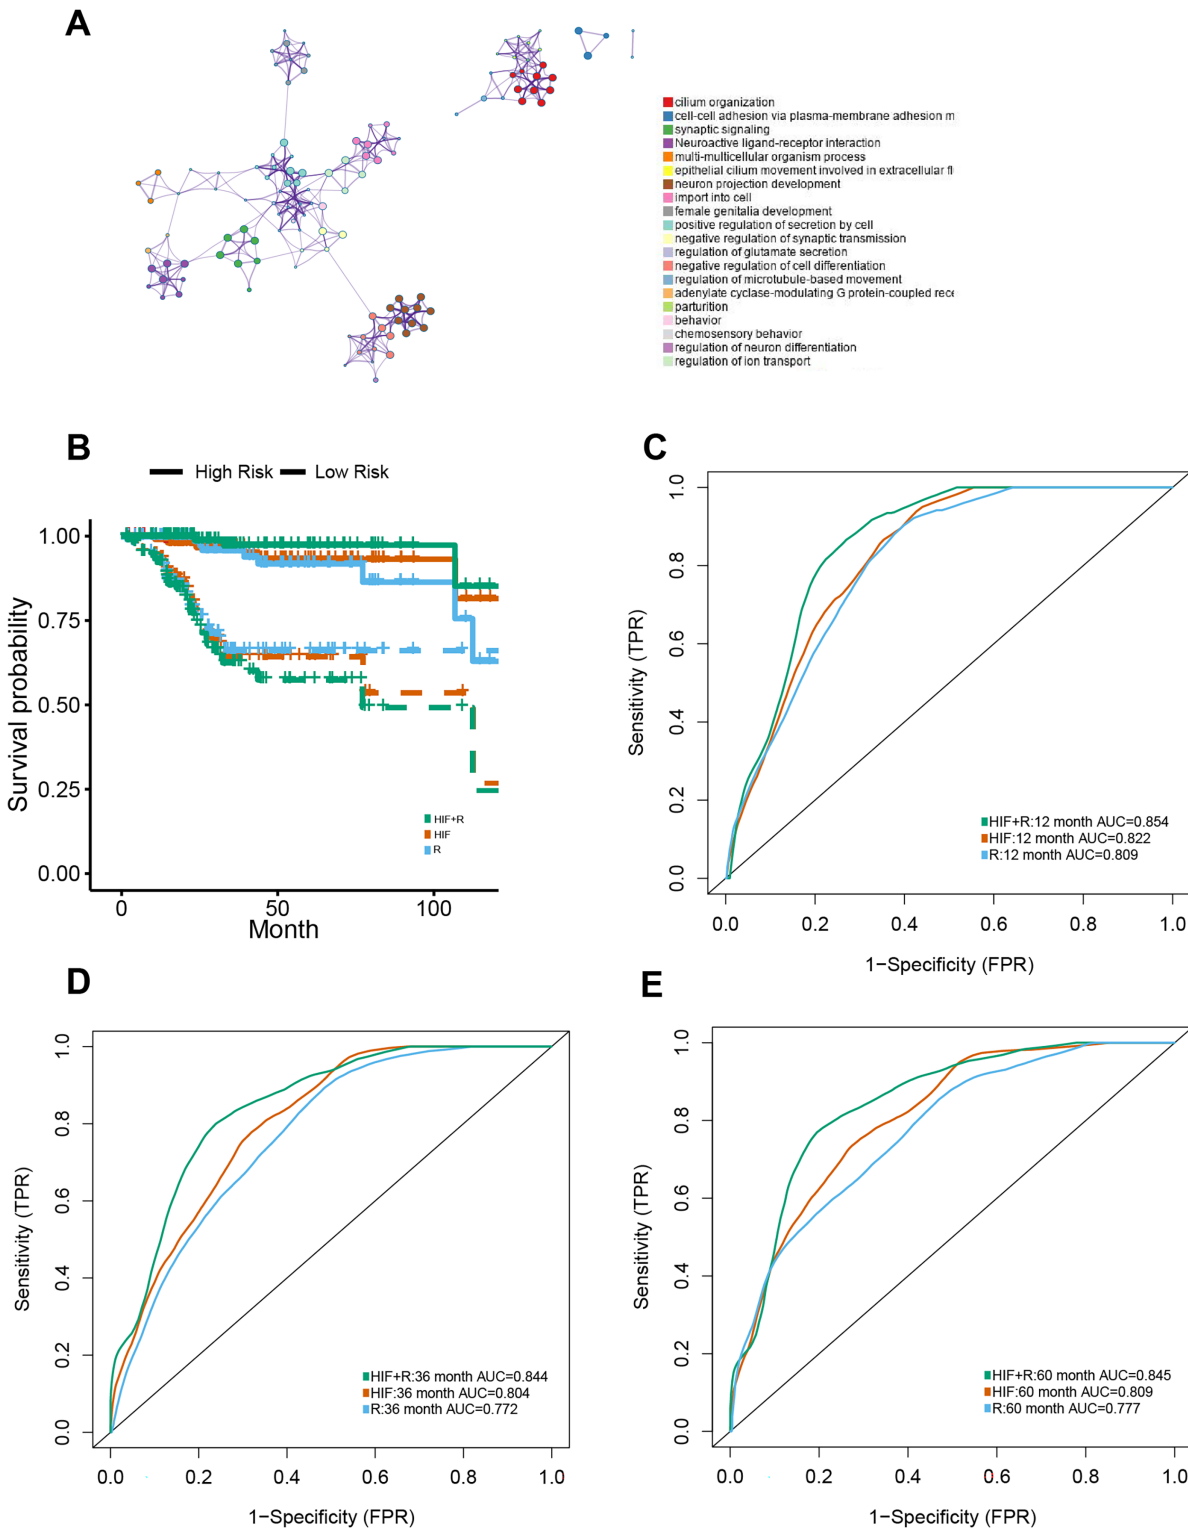 A
cilium organization
cell-cell adhesion via plasma-membrane adhesion m
synaptic signaling
Neuroactive ligand-receptor interaction
multi-multicellular organism process
epithelial cilium movement involved in extracellular fl
neuron projection development
import into cell
female genitalia development
positive regulation of secretion by cell
negative regulation of synaptic transmission
regulation of glutamate secretion
negative regulation of cell differentiation
regulation of microtubule-based movement
adenylate cyclase-modulating G protein-coupled rece
parturition
behavior
chemosensory behavior
regulation of neuron differentiation
regulation of ion transport
B
High Risk Low Risk
Survival probability
1.00
0.75
0.50
0.25
0.00
HIF+R
HIF
R
0 50 100
Month
C
Sensitivity (TPR)
1.0
0.8
0.6
0.4
0.2
0.0
HIF+R:12 month AUC=0.854
HIF:12 month AUC=0.822
R:12 month AUC=0.809
0.0 0.2 0.4 0.6 0.8 1.0
1−Specificity (FPR)
D
Sensitivity (TPR)
1.0
0.8
0.6
0.4
0.2
0.0
HIF+R:36 month AUC=0.844
HIF:36 month AUC=0.804
R:36 month AUC=0.772
0.0 0.2 0.4 0.6 0.8 1.0
1−Specificity (FPR)
E
Sensitivity (TPR)
1.0
0.8
0.6
0.4
0.2
0.0
HIF+R:60 month AUC=0.845
HIF:60 month AUC=0.809
R:60 month AUC=0.777
0.0 0.2 0.4 0.6 0.8 1.0
1−Specificity (FPR)